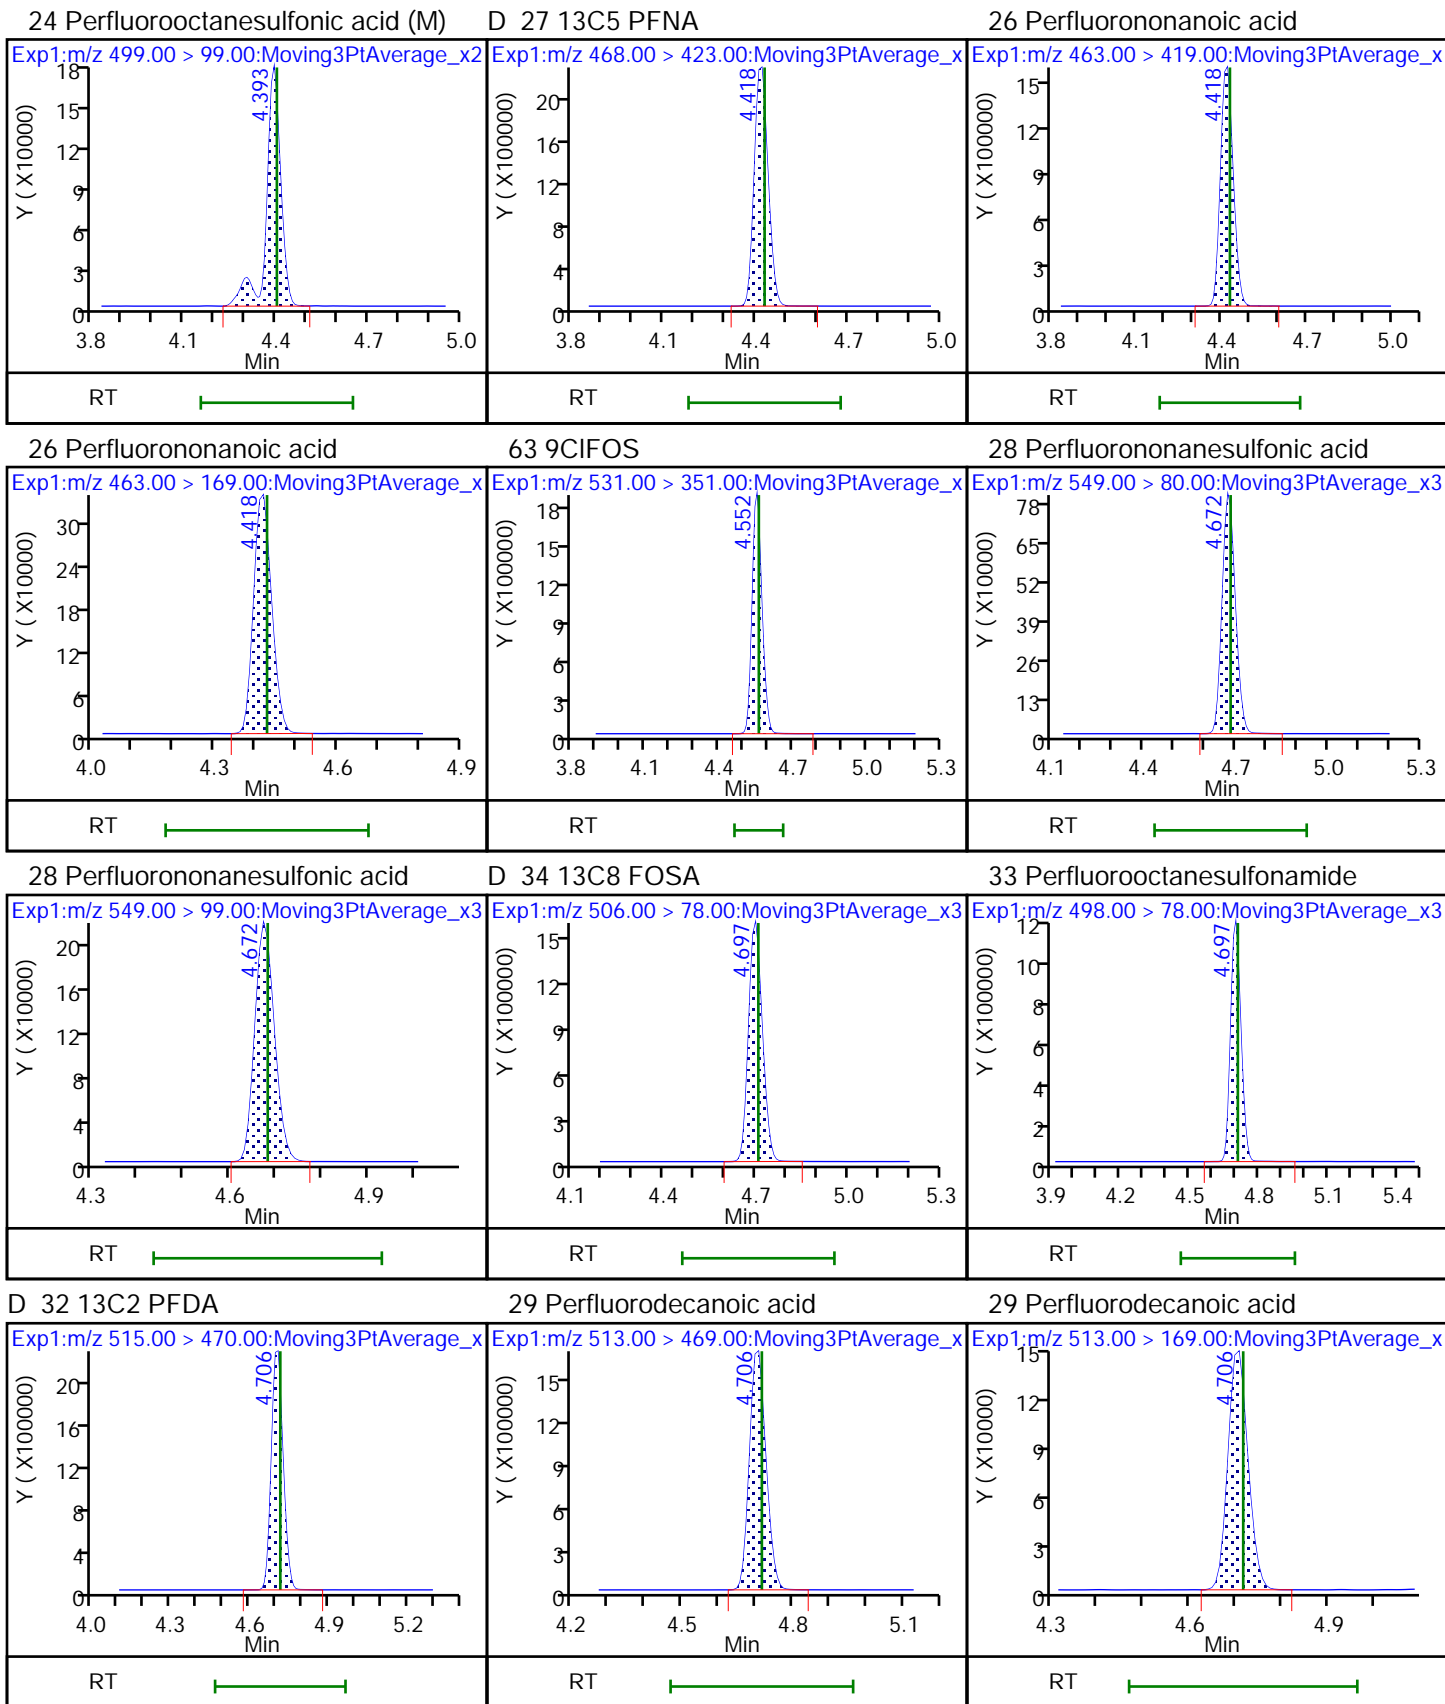 24 Perfluorooctanesulfonic acid (M)
Exp1:m/z 499.00 > 99.00:Moving3PtAverage_x2
Y ( X10000)
18
15
12
9
6
3
0
4.393
3.8 4.1 4.4 4.7 5.0
Min
RT
D 27 13C5 PFNA
Exp1:m/z 468.00 > 423.00:Moving3PtAverage_x
Y ( X100000)
20
16
12
8
4
0
4.418
3.8 4.1 4.4 4.7 5.0
Min
RT
26 Perfluorononanoic acid
Exp1:m/z 463.00 > 419.00:Moving3PtAverage_x
Y ( X100000)
15
12
9
6
3
0
4.418
3.8 4.1 4.4 4.7 5.0
Min
RT
26 Perfluorononanoic acid
Exp1:m/z 463.00 > 169.00:Moving3PtAverage_x
Y ( X10000)
30
24
18
12
6
0
4.418
4.0 4.3 4.6 4.9
Min
RT
63 9ClFOS
Exp1:m/z 531.00 > 351.00:Moving3PtAverage_x
Y ( X100000)
18
15
12
9
6
3
0
4.552
3.8 4.1 4.4 4.7 5.0 5.3
Min
RT
28 Perfluorononanesulfonic acid
Exp1:m/z 549.00 > 80.00:Moving3PtAverage_x3
Y ( X10000)
78
65
52
39
26
13
0
4.672
4.1 4.4 4.7 5.0 5.3
Min
RT
28 Perfluorononanesulfonic acid
Exp1:m/z 549.00 > 99.00:Moving3PtAverage_x3
Y ( X10000)
20
16
12
8
4
0
4.672
4.3 4.6 4.9
Min
RT
D 34 13C8 FOSA
Exp1:m/z 506.00 > 78.00:Moving3PtAverage_x3
Y ( X100000)
15
12
9
6
3
0
4.697
4.1 4.4 4.7 5.0 5.3
Min
RT
33 Perfluorooctanesulfonamide
Exp1:m/z 498.00 > 78.00:Moving3PtAverage_x3
Y ( X100000)
12
10
8
6
4
2
0
4.697
3.9 4.2 4.5 4.8 5.1 5.4
Min
RT
D 32 13C2 PFDA
Exp1:m/z 515.00 > 470.00:Moving3PtAverage_x
Y ( X100000)
20
16
12
8
4
0
4.706
4.0 4.3 4.6 4.9 5.2
Min
RT
29 Perfluorodecanoic acid
Exp1:m/z 513.00 > 469.00:Moving3PtAverage_x
Y ( X100000)
15
12
9
6
3
0
4.706
4.2 4.5 4.8 5.1
Min
RT
29 Perfluorodecanoic acid
Exp1:m/z 513.00 > 169.00:Moving3PtAverage_x
Y ( X10000)
15
12
9
6
3
0
4.706
4.3 4.6 4.9
Min
RT